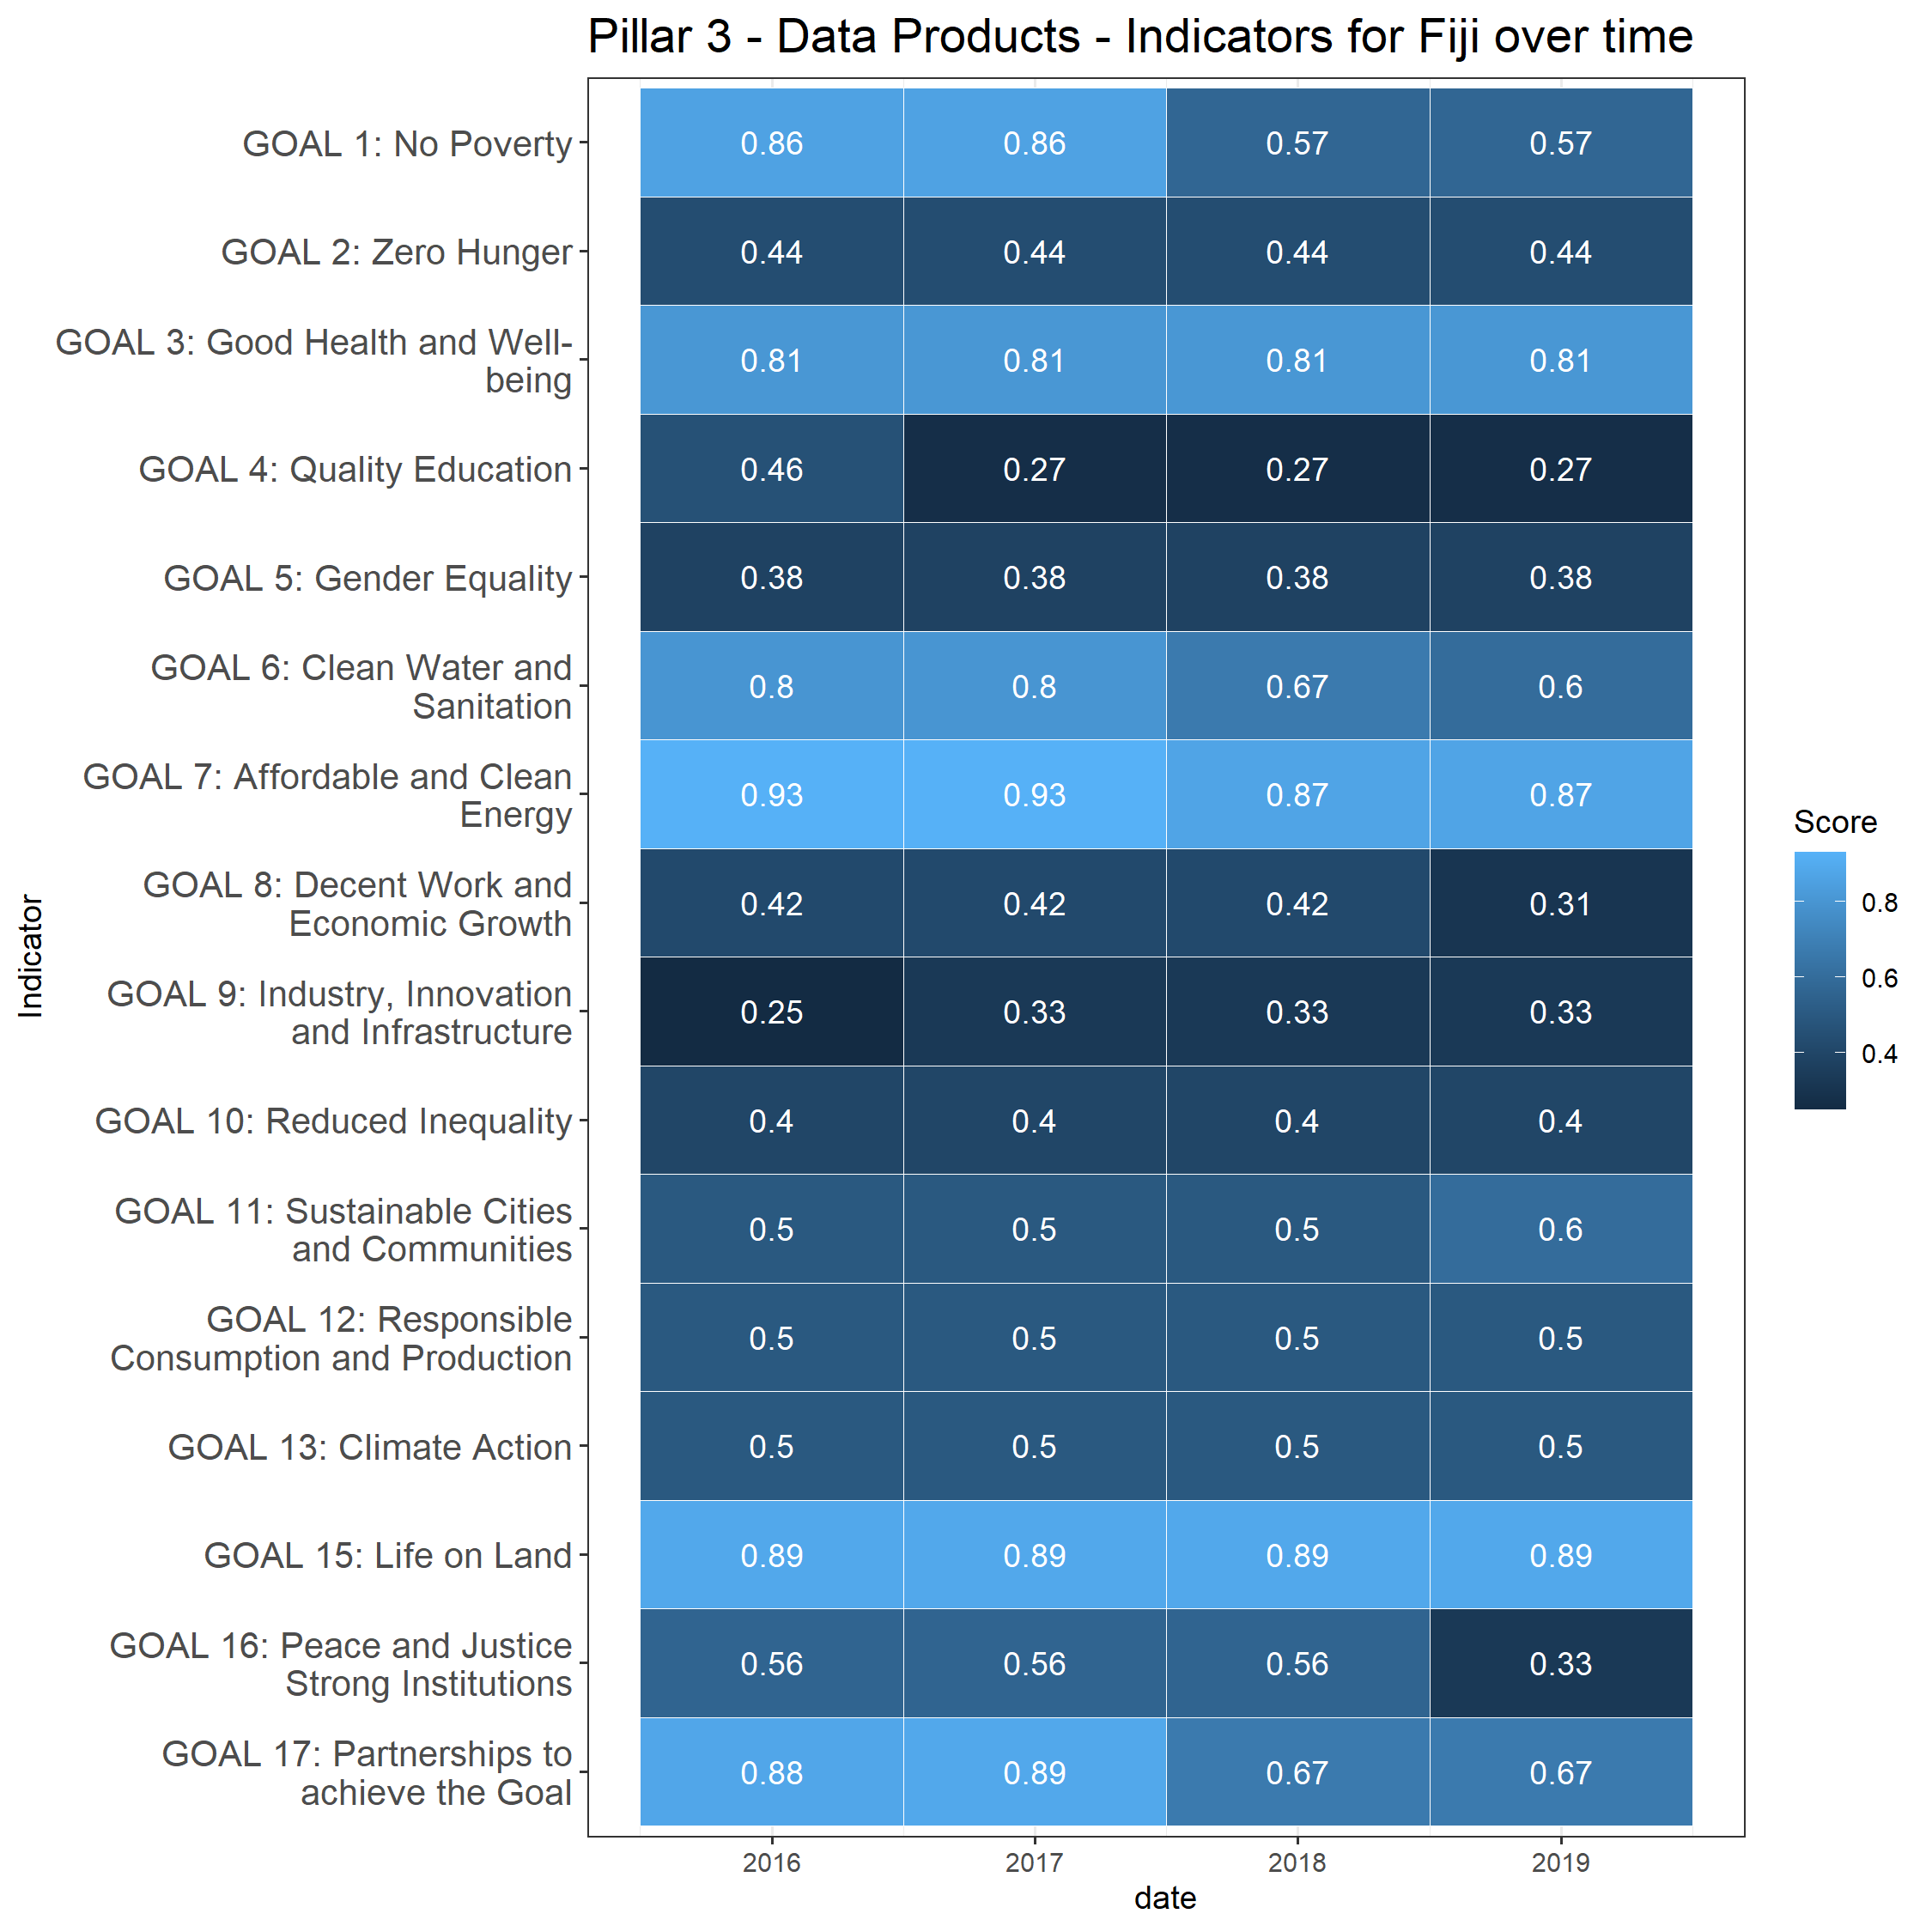 Pillar 3 - Data Products - Indicators for Fiji over time
Indicator
GOAL 1: No Poverty
0.86 0.86 0.57 0.57
GOAL 2: Zero Hunger
0.44 0.44 0.44 0.44
GOAL 3: Good Health and Well-
being
0.81 0.81 0.81 0.81
GOAL 4: Quality Education
0.46 0.27 0.27 0.27
GOAL 5: Gender Equality
0.38 0.38 0.38 0.38
GOAL 6: Clean Water and
Sanitation
0.8 0.8 0.67 0.6
GOAL 7: Affordable and Clean
Energy
0.93 0.93 0.87 0.87
GOAL 8: Decent Work and
Economic Growth
0.42 0.42 0.42 0.31
GOAL 9: Industry, Innovation
and Infrastructure
0.25 0.33 0.33 0.33
GOAL 10: Reduced Inequality
0.4 0.4 0.4 0.4
GOAL 11: Sustainable Cities
and Communities
0.5 0.5 0.5 0.6
GOAL 12: Responsible
Consumption and Production
0.5 0.5 0.5 0.5
GOAL 13: Climate Action
0.5 0.5 0.5 0.5
GOAL 15: Life on Land
0.89 0.89 0.89 0.89
GOAL 16: Peace and Justice
Strong Institutions
0.56 0.56 0.56 0.33
GOAL 17: Partnerships to
achieve the Goal
0.88 0.89 0.67 0.67
2016 2017 2018 2019
date
Score
0.8
0.6
0.4